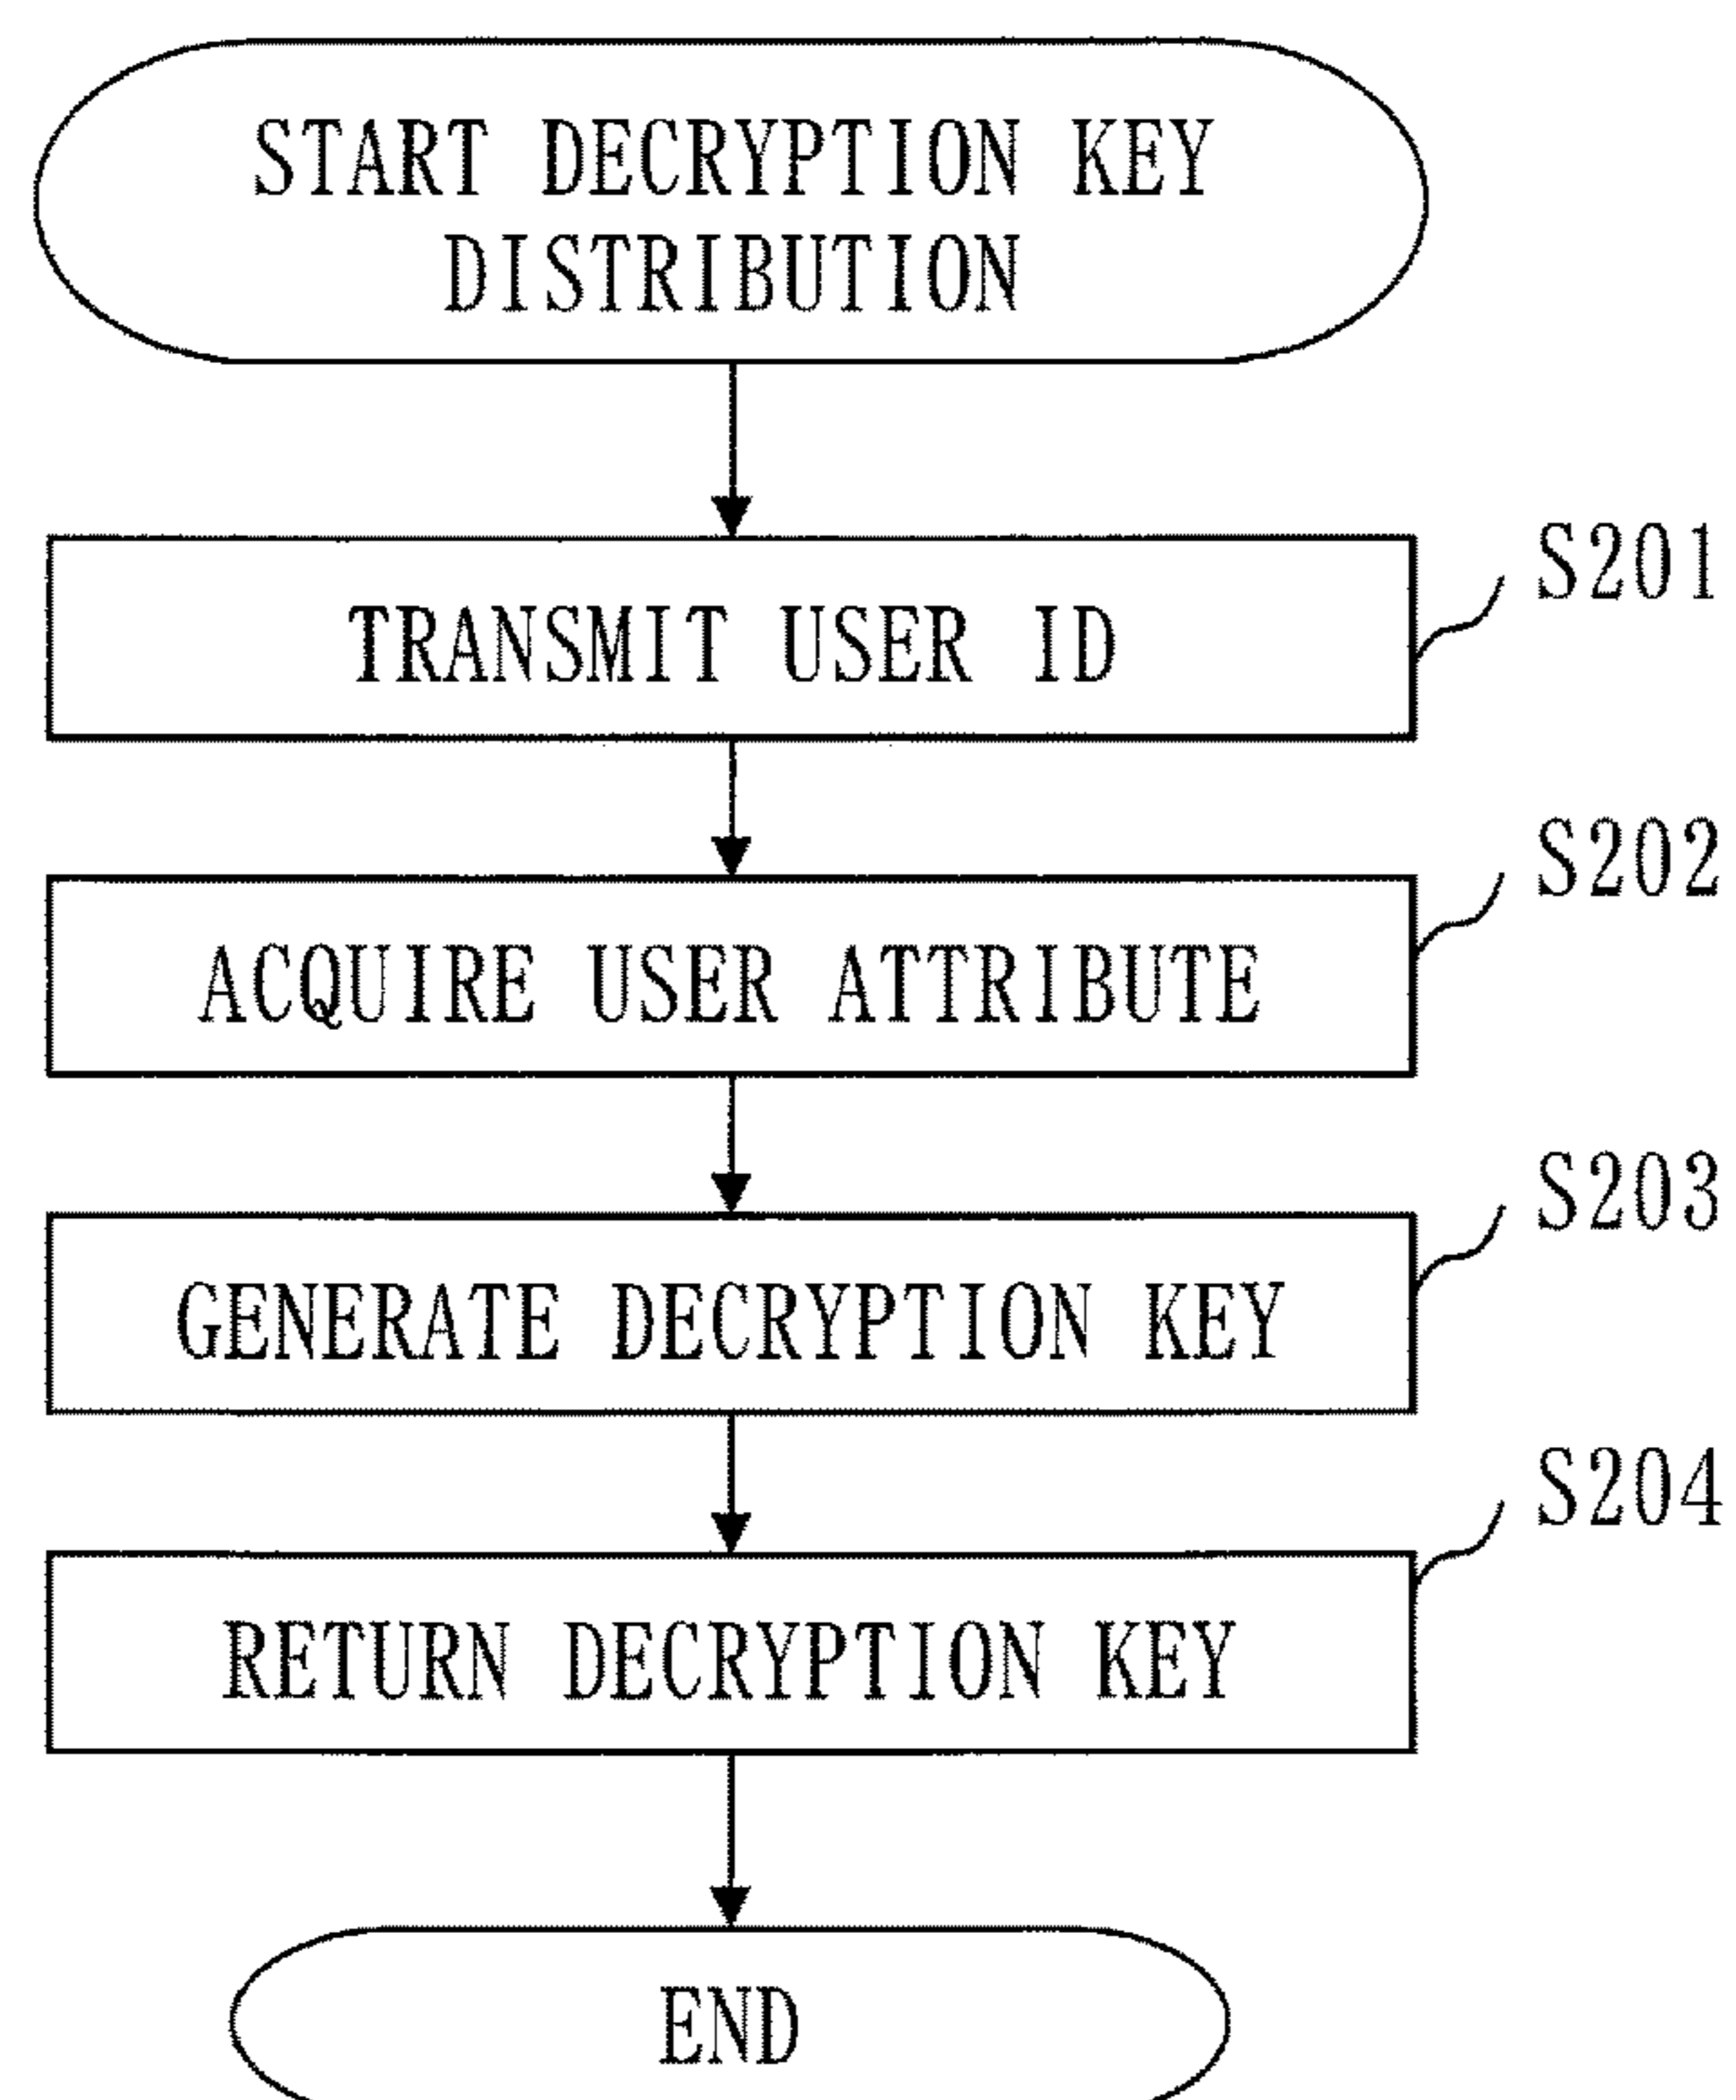 START DECRYPTION KEY
DISTRIBUTION
S201
TRANSMIT USER ID
S202
ACQUIRE USER ATTRIBUTE
S203
GENERATE DECRYPTION KEY
S204
RETURN DECRYPTION KEY
END